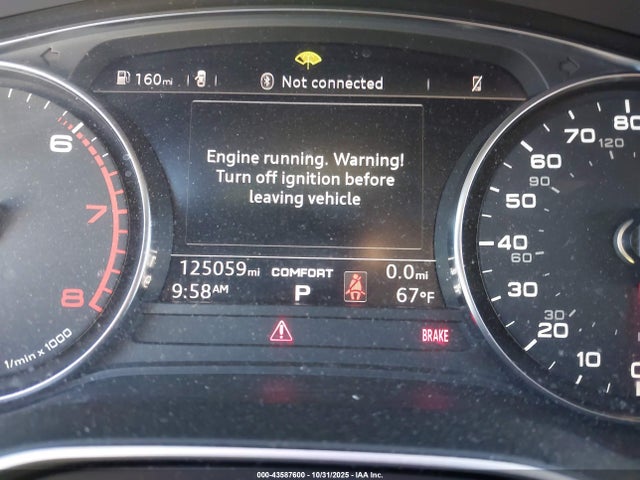 160mi Not connected
Engine running. Warning!
Turn off ignition before
leaving vehicle
125059mi COMFORT 0.0mi
9:58AM P 67°F
BRAKE
6
7
8
1/min x 1000
80
70 120
60
90
50
40
60
30
30
20
10
0
000-43587600 - 10/31/2025 - IAA Inc.